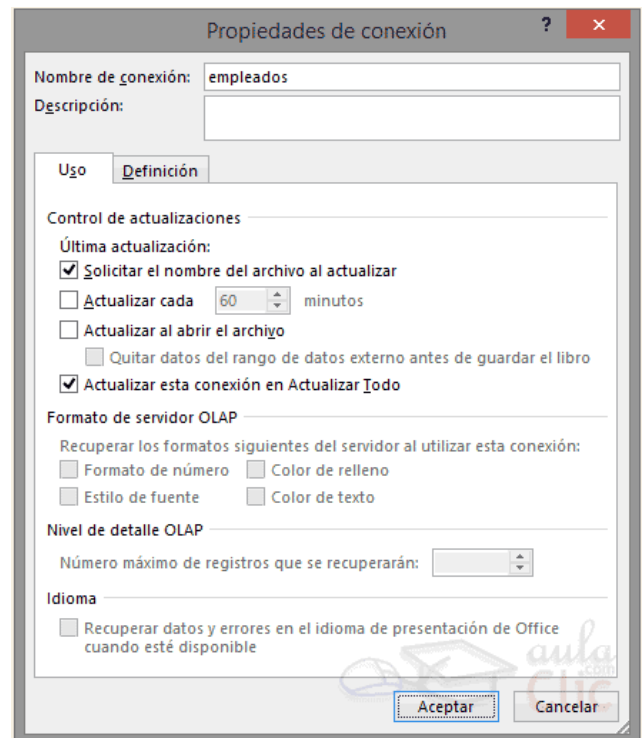 Propiedades de conexión
?
Nombre de conexión: empleados
Descripción:
Uso Definición
Control de actualizaciones
Última actualización:
Solicitar el nombre del archivo al actualizar
Actualizar cada 60 minutos
Actualizar al abrir el archivo
Quitar datos del rango de datos externo antes de guardar el libro
Actualizar esta conexión en Actualizar Todo
Formato de servidor OLAP
Recuperar los formatos siguientes del servidor al utilizar esta conexión:
Formato de número Color de relleno
Estilo de fuente Color de texto
Nivel de detalle OLAP
Número máximo de registros que se recuperarán:
Idioma
Recuperar datos y errores en el idioma de presentación de Office
cuando esté disponible
aula
.com
Clic
Aceptar Cancelar